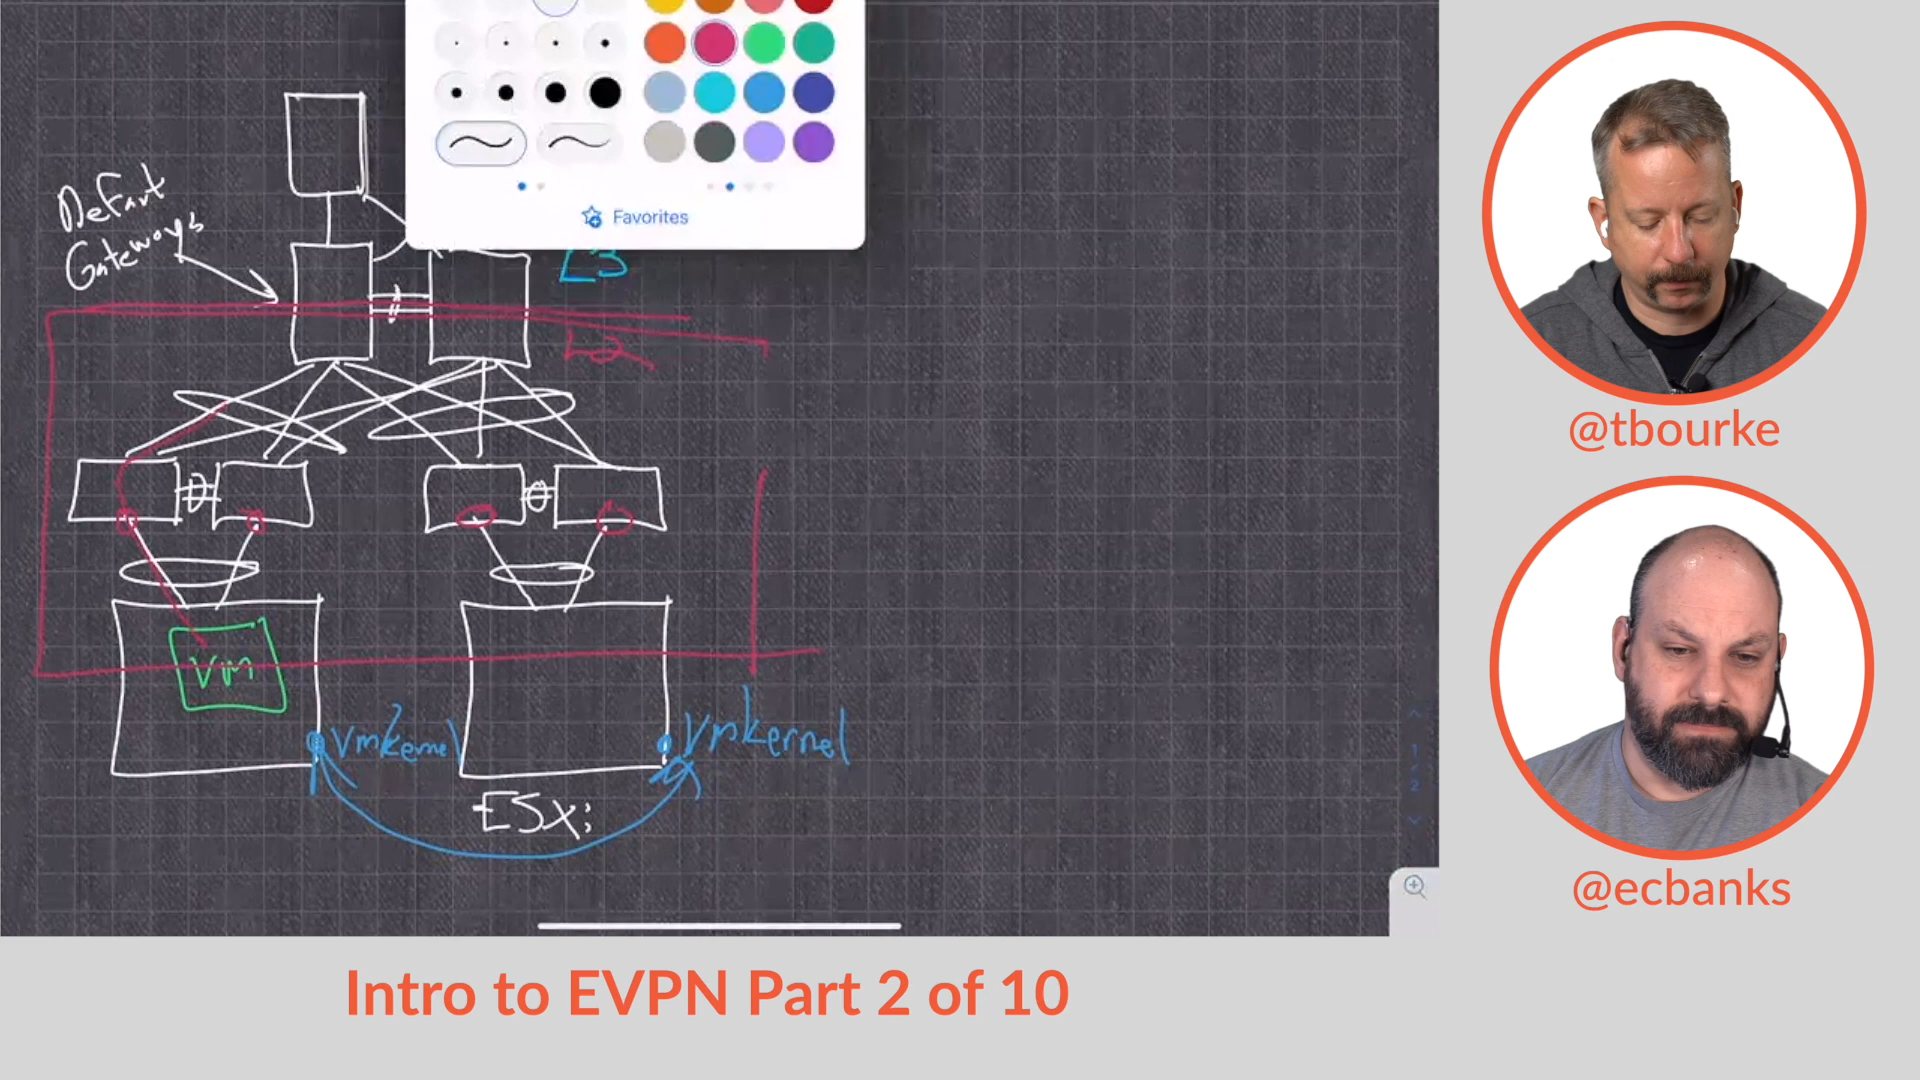 Favorites
Default
Gateways
L3
L2
VM
Vmkernel
Vmkernel
ESXi
@tbourke
@ecbanks
Intro to EVPN Part 2 of 10